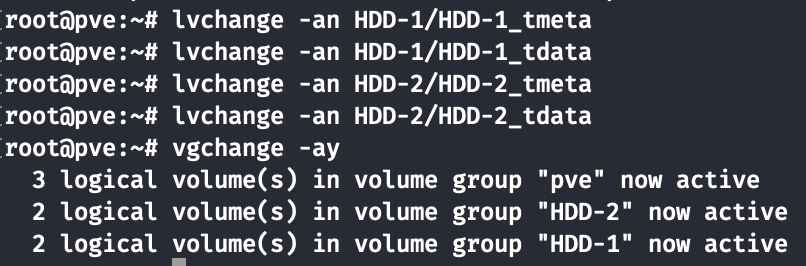 [root@pve:~# lvchange -an HDD-1/HDD-1_tmeta
[root@pve:~# lvchange -an HDD-1/HDD-1_tdata
[root@pve:~# lvchange -an HDD-2/HDD-2_tmeta
[root@pve:~# lvchange -an HDD-2/HDD-2_tdata
[root@pve:~# vgchange -ay
  3 logical volume(s) in volume group "pve" now active
  2 logical volume(s) in volume group "HDD-2" now active
  2 logical volume(s) in volume group "HDD-1" now active